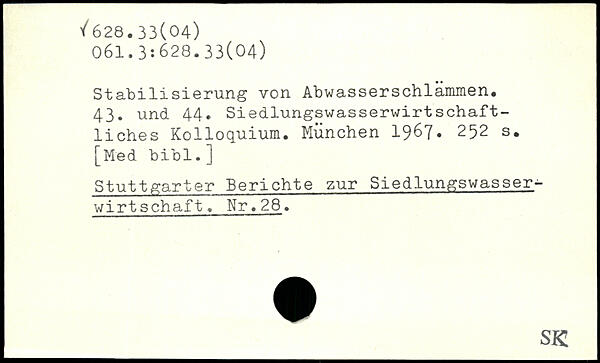 √628.33(04)
061.3:628.33(04)
Stabilisierung von Abwasserschlämmen.
43. und 44. Siedlungswasserwirtschaft-
liches Kolloquium. München 1967. 252 s.
[Med bibl.]
Stuttgarter Berichte zur Siedlungswasser-
wirtschaft. Nr.28.
SK